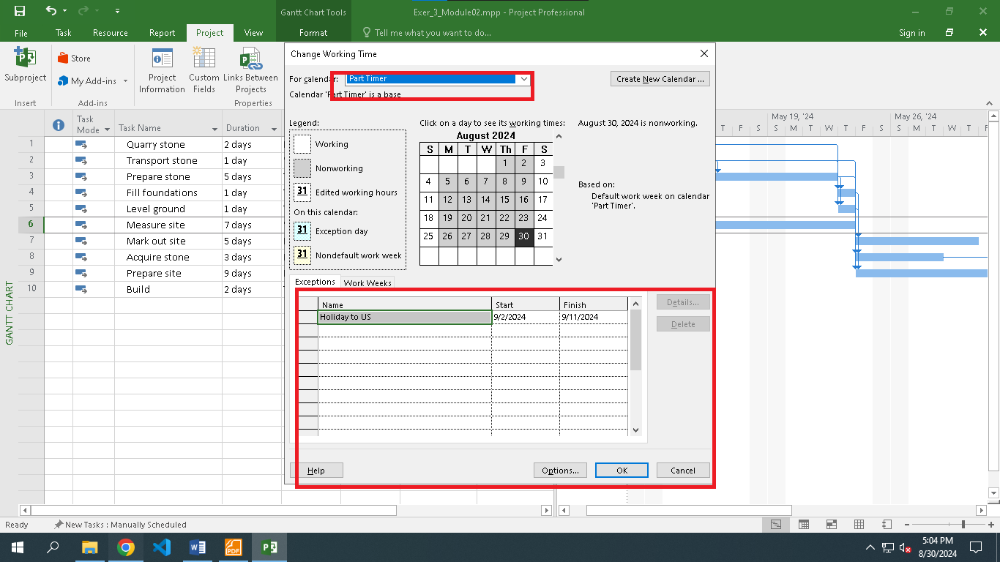 Gantt Chart Tools
Exer_3_Module02.mpp - Project Professional
File Task Resource Report Project View Format Tell me what you want to do... Sign in
Subproject
Store
My Add-ins
Project Information
Custom Fields
Links Between Projects
Insert Add-ins Properties
Change Working Time
For calendar: Part Timer
Create New Calendar ...
Calendar 'Part Timer' is a base
Legend:
Working
Nonworking
31 Edited working hours
On this calendar:
31 Exception day
31 Nondefault work week
Click on a day to see its working times:
August 2024
S M T W Th F S
1 2 3
4 5 6 7 8 9 10
11 12 13 14 15 16 17
18 19 20 21 22 23 24
25 26 27 28 29 30 31
August 30, 2024 is nonworking.
Based on:
Default work week on calendar
'Part Timer'.
Exceptions Work Weeks
Name Start Finish
Holiday to US 9/2/2024 9/11/2024
Details...
Delete
Help Options... OK Cancel
Task Mode Task Name Duration
1 Quarry stone 2 days
2 Transport stone 1 day
3 Prepare stone 5 days
4 Fill foundations 1 day
5 Level ground 1 day
6 Measure site 7 days
7 Mark out site 5 days
8 Acquire stone 3 days
9 Prepare site 9 days
10 Build 2 days
May 19, '24 May 26, '24
T F S S M T W T F S S M T W T F
GANTT CHART
Ready New Tasks : Manually Scheduled
5:04 PM
8/30/2024